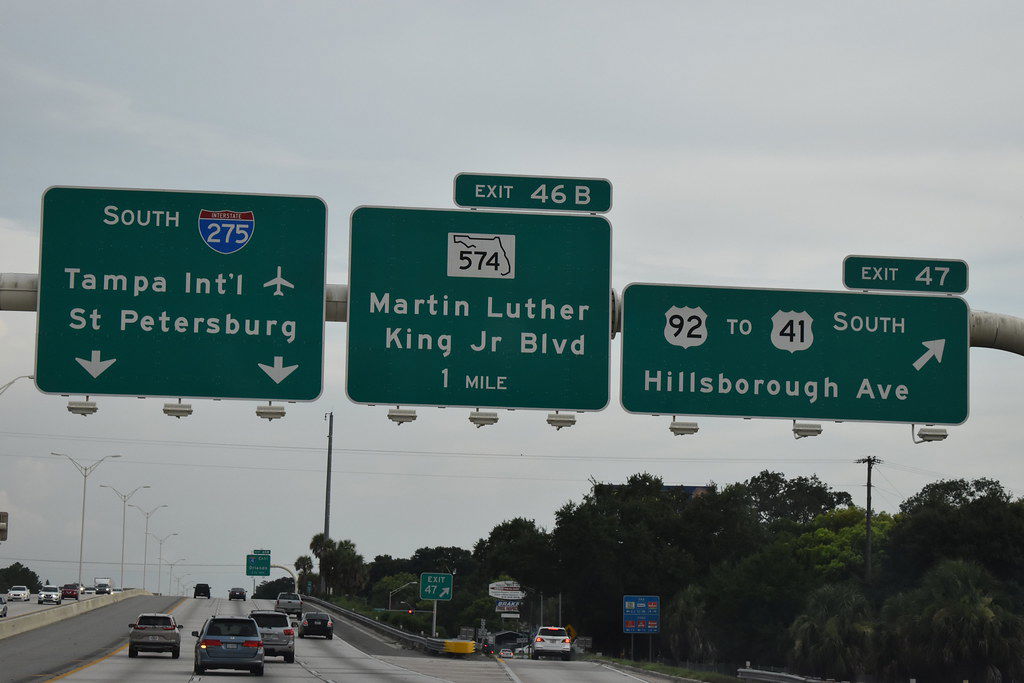 SOUTH INTERSTATE 275
Tampa Int'l
St Petersburg
EXIT 46 B
574
Martin Luther
King Jr Blvd
1 MILE
EXIT 47
92 TO 41 SOUTH
Hillsborough Ave
Orlando
EXIT
47